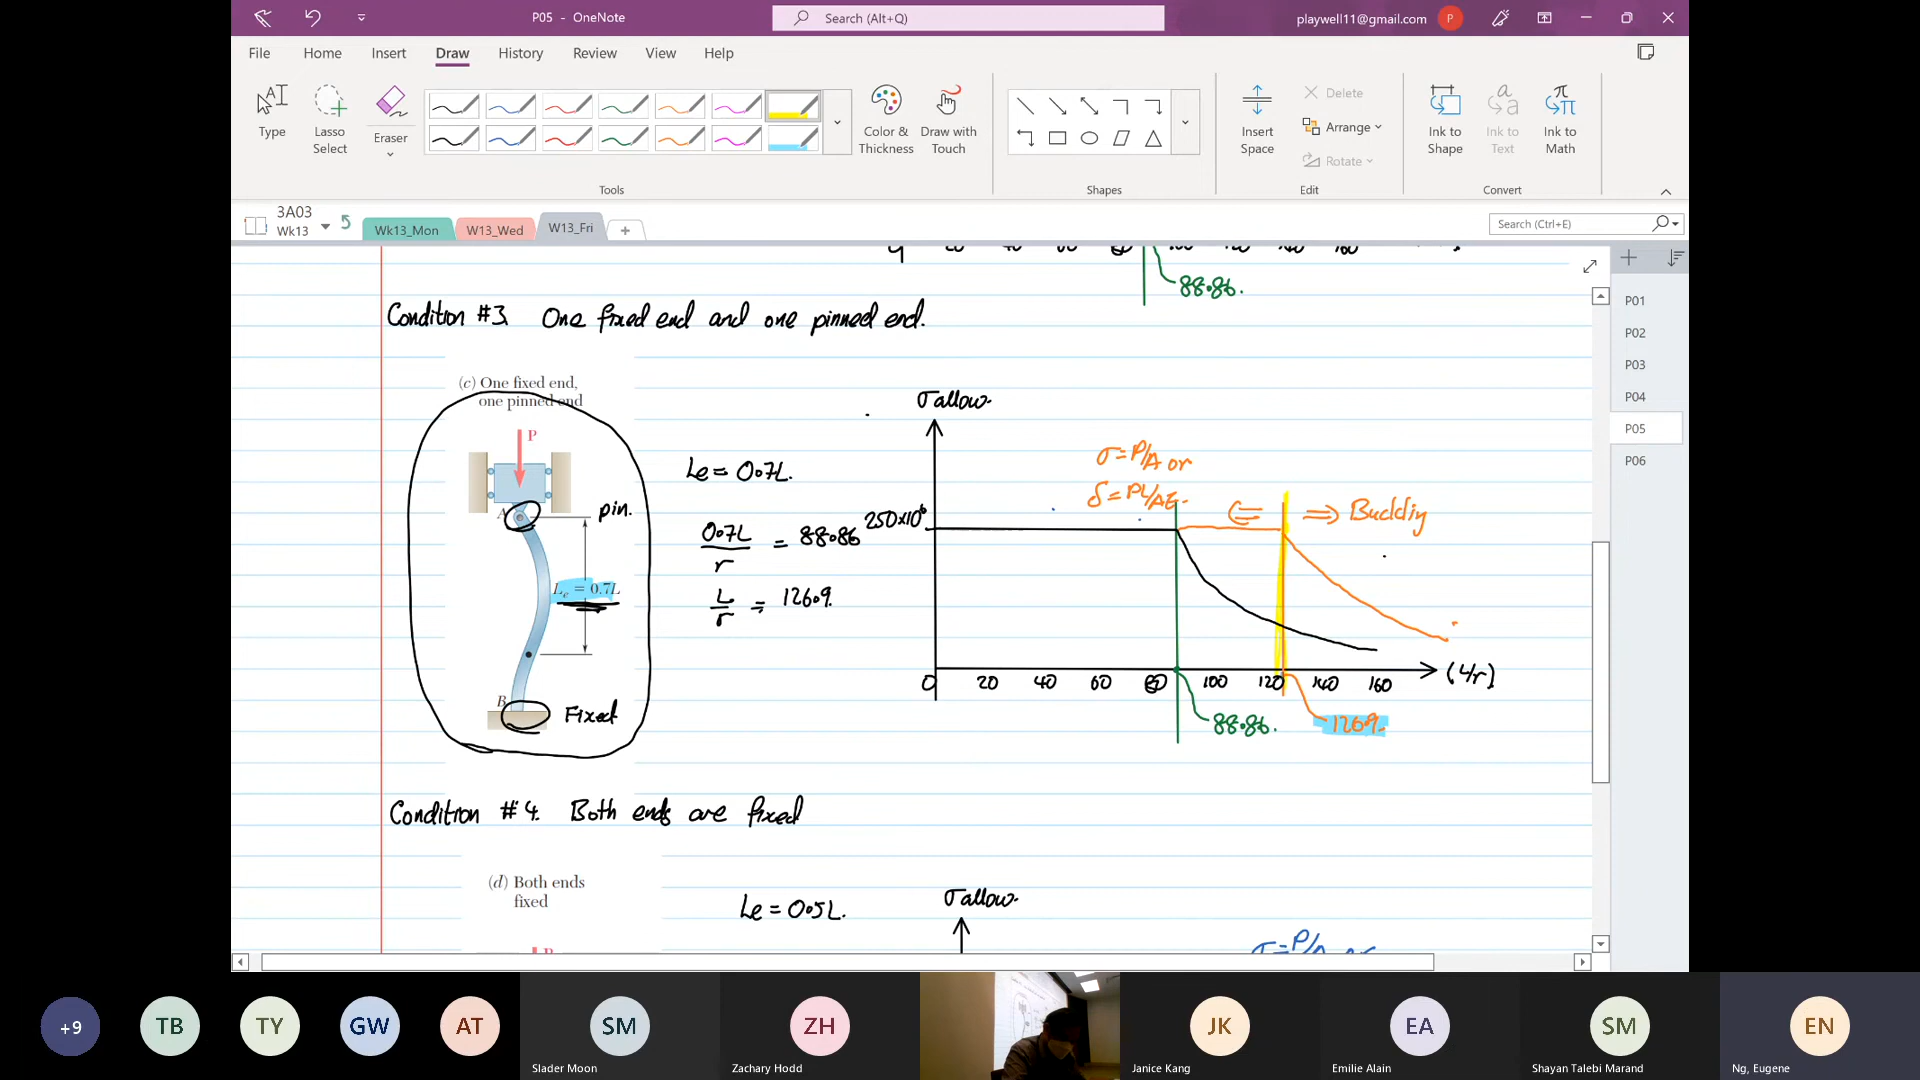 P05 - OneNote
Search (Alt+Q)
playwell11@gmail.com
P
File Home Insert Draw History Review View Help
Type
Lasso Select
Eraser
Color & Thickness
Draw with Touch
Insert Space
Delete
Arrange
Rotate
Ink to Shape
Ink to Text
Ink to Math
Tools
Shapes
Edit
Convert
3A03
Wk13
Wk13_Mon
W13_Wed
W13_Fri
Search (Ctrl+E)
P01
P02
P03
P04
P05
P06
88.86.
Condition #3. One fixed end and one pinned end.
(c) One fixed end,
one pinned end
P
A
pin.
Le = 0.7L
B
Fixed
Le = 0.7L.
0.7L/r = 88.86
L/r = 126.9.
σallow.
σ=P/A or
δ=PL/AE.
250x10⁶
⇐ ⇒ Buckling
0 20 40 60 80 100 120 140 160 (L/r)
88.86.
126.9.
Condition #4. Both ends are fixed
(d) Both ends
fixed
P
Le = 0.5L.
σallow.
σ=P/A or
+9
TB
TY
GW
AT
SM
Slader Moon
ZH
Zachary Hodd
JK
Janice Kang
EA
Emilie Alain
SM
Shayan Talebi Marand
EN
Ng, Eugene